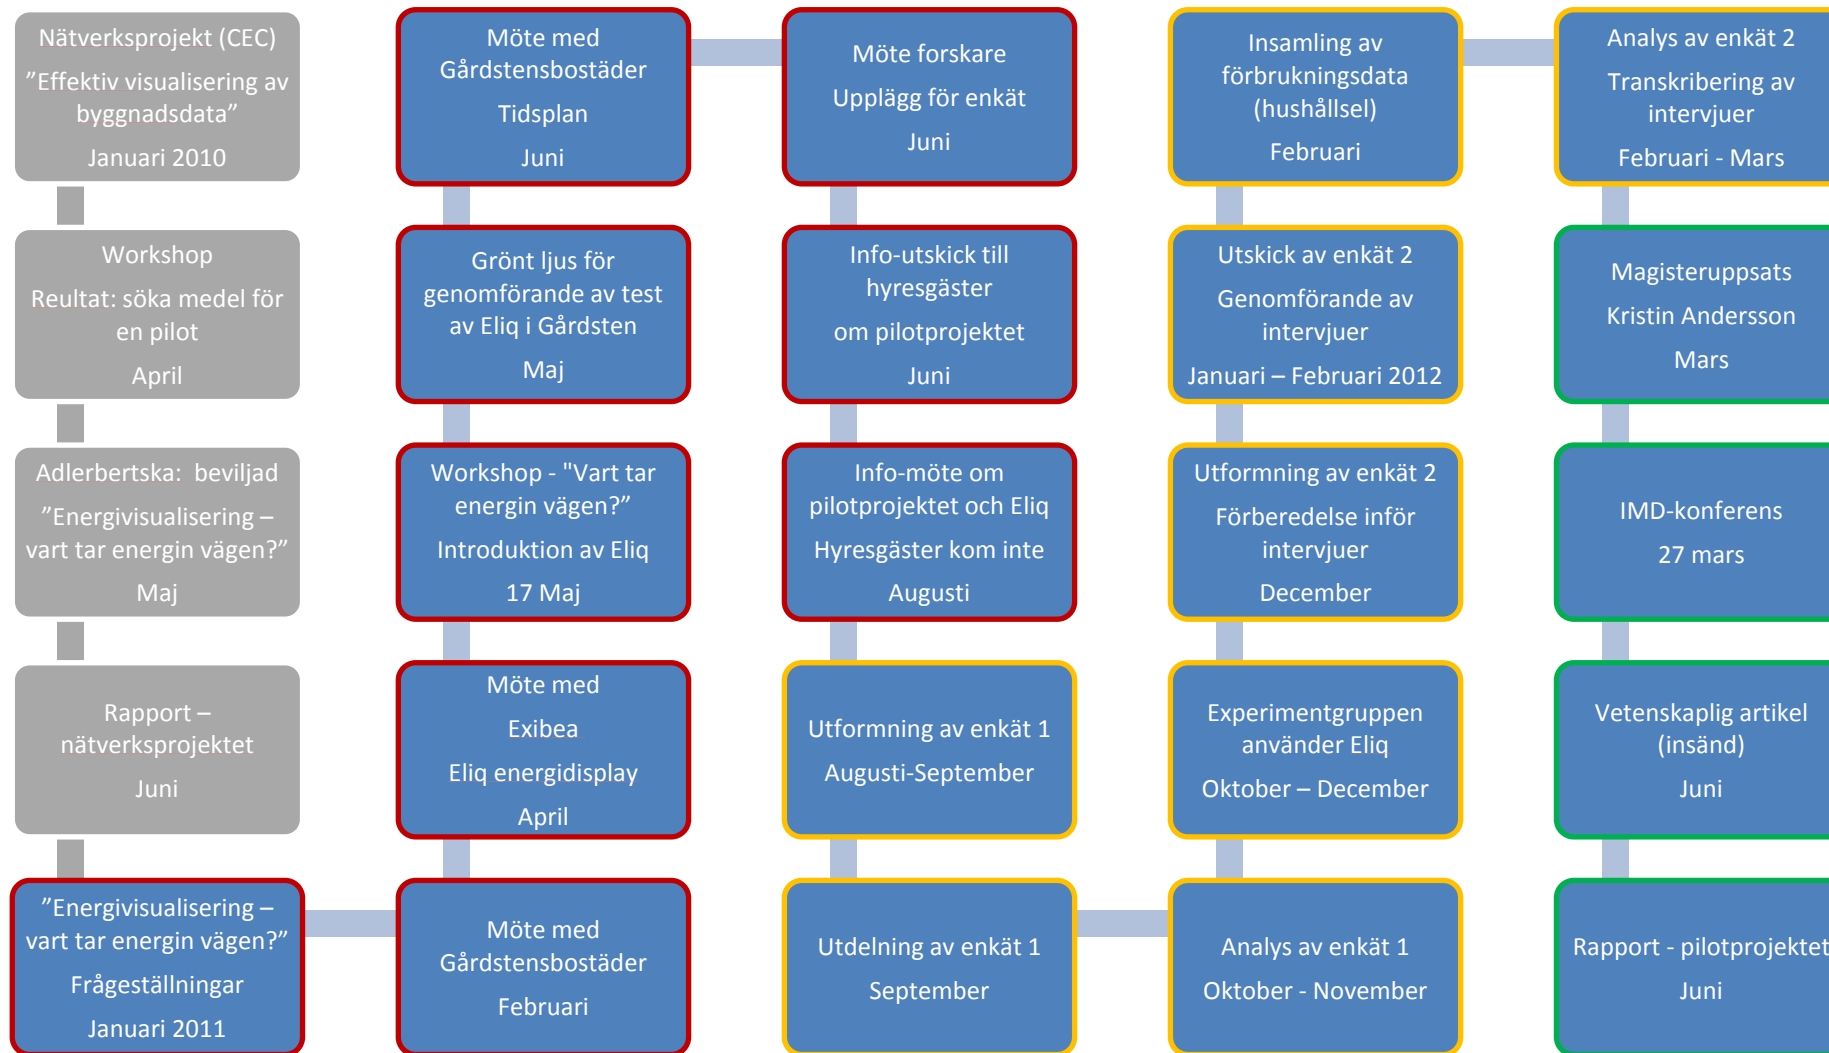 Nätverksprojekt (CEC)
”Effektiv visualisering av
byggnadsdata”
Januari 2010
Workshop
Reultat: söka medel för
en pilot
April
Adlerbertska:  beviljad
”Energivisualisering –
vart tar energin vägen?”
Maj
Rapport –
nätverksprojektet
Juni
”Energivisualisering –
vart tar energin vägen?”
Frågeställningar
Januari 2011
Möte med
Gårdstensbostäder
Februari
Möte med
Exibea
Eliq energidisplay
April
Workshop - "Vart tar
energin vägen?”
Introduktion av Eliq
17 Maj
Grönt ljus för
genomförande av test
av Eliq i Gårdsten
Maj
Möte med
Gårdstensbostäder
Tidsplan
Juni
Möte forskare
Upplägg för enkät
Juni
Info-utskick till
hyresgäster
om pilotprojektet
Juni
Info-möte om
pilotprojektet och Eliq
Hyresgäster kom inte
Augusti
Utformning av enkät 1
Augusti-September
Utdelning av enkät 1
September
Analys av enkät 1
Oktober - November
Experimentgruppen
använder Eliq
Oktober – December
Utformning av enkät 2
Förberedelse inför
intervjuer
December
Utskick av enkät 2
Genomförande av
intervjuer
Januari – Februari 2012
Insamling av
förbrukningsdata
(hushållsel)
Februari
Analys av enkät 2
Transkribering av
intervjuer
Februari - Mars
Magisteruppsats
Kristin Andersson
Mars
IMD-konferens
27 mars
Vetenskaplig artikel
(insänd)
Juni
Rapport - pilotprojektet
Juni